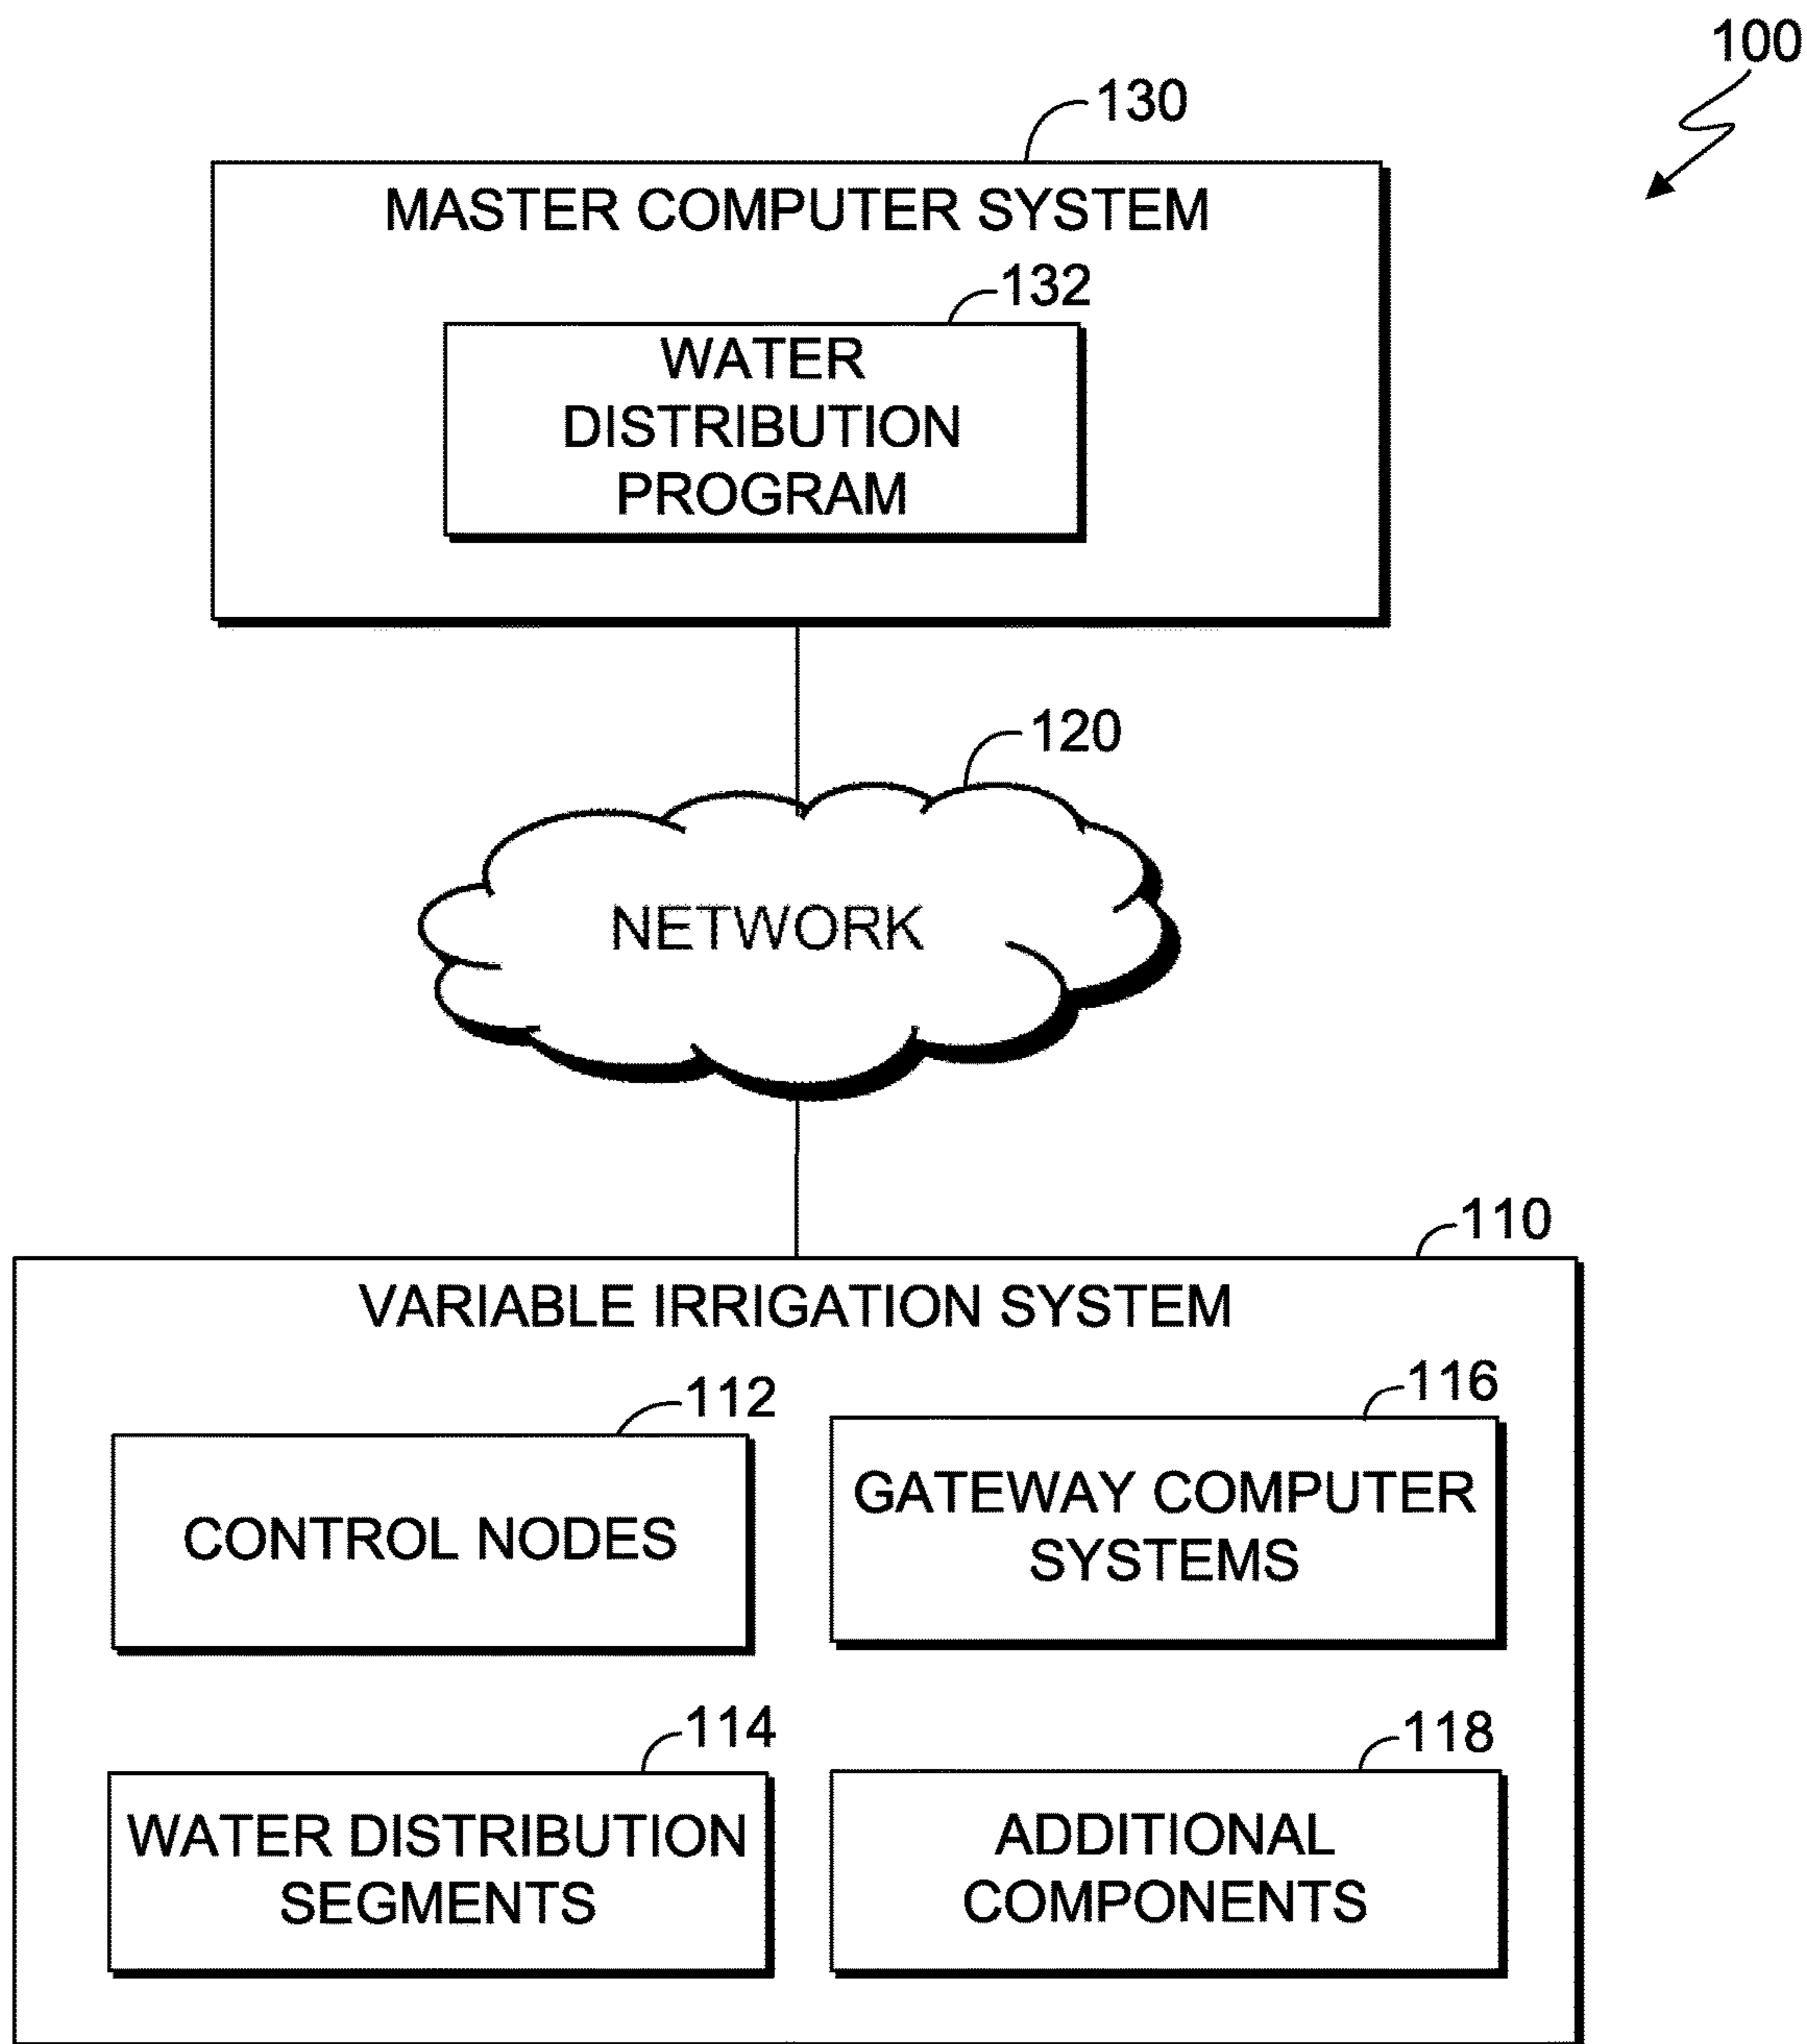 100
130
MASTER COMPUTER SYSTEM
132
WATER
DISTRIBUTION
PROGRAM
120
NETWORK
110
VARIABLE IRRIGATION SYSTEM
112
CONTROL NODES
116
GATEWAY COMPUTER
SYSTEMS
114
WATER DISTRIBUTION
SEGMENTS
118
ADDITIONAL
COMPONENTS